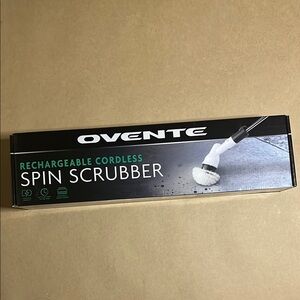 OVENTE
RECHARGEABLE CORDLESS
SPIN SCRUBBER